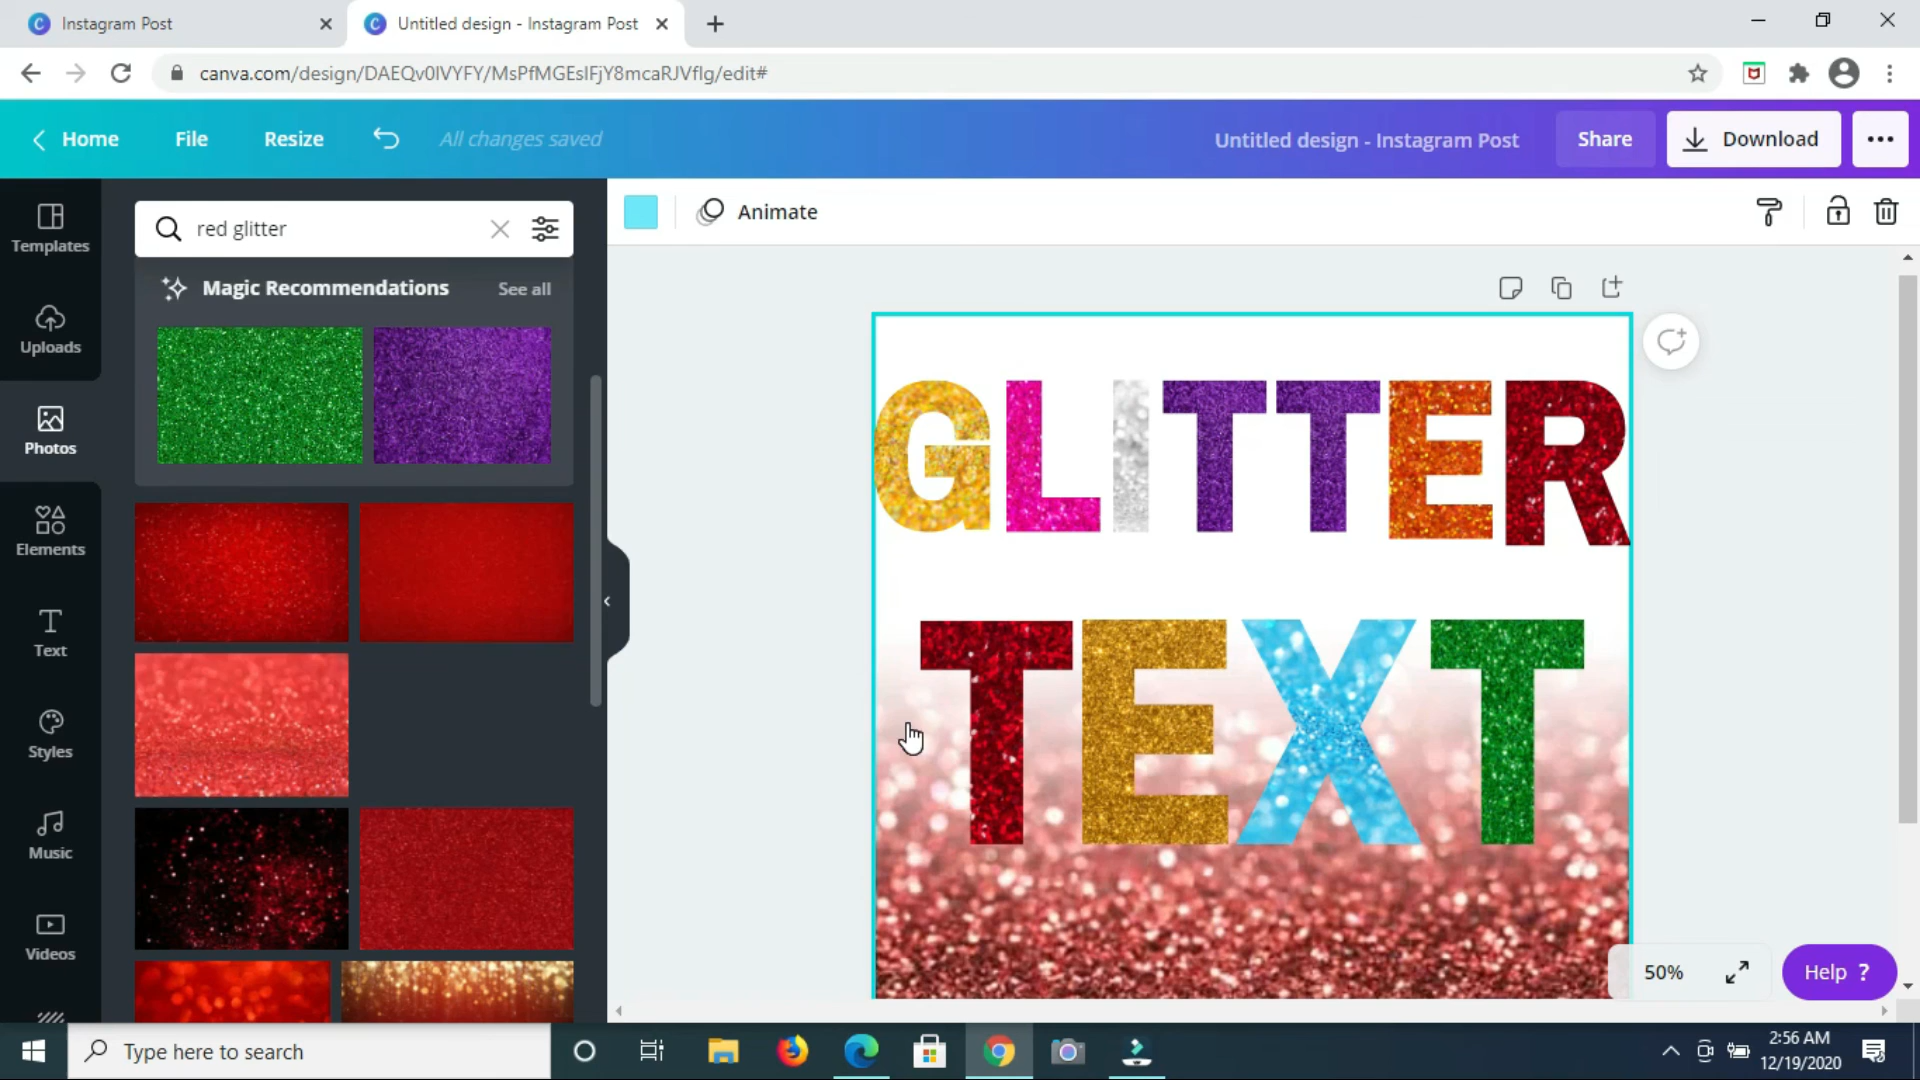 Instagram Post
Untitled design - Instagram Post
canva.com/design/DAEQv0lVYFY/MsPfMGEsIFjY8mcaRJVflg/edit#
Home
File
Resize
All changes saved
Untitled design - Instagram Post
Share
Download
Templates
red glitter
Animate
Magic Recommendations
See all
Uploads
Photos
Elements
Text
Styles
Music
Videos
GLITTER
TEXT
50%
Help ?
Type here to search
2:56 AM
12/19/2020